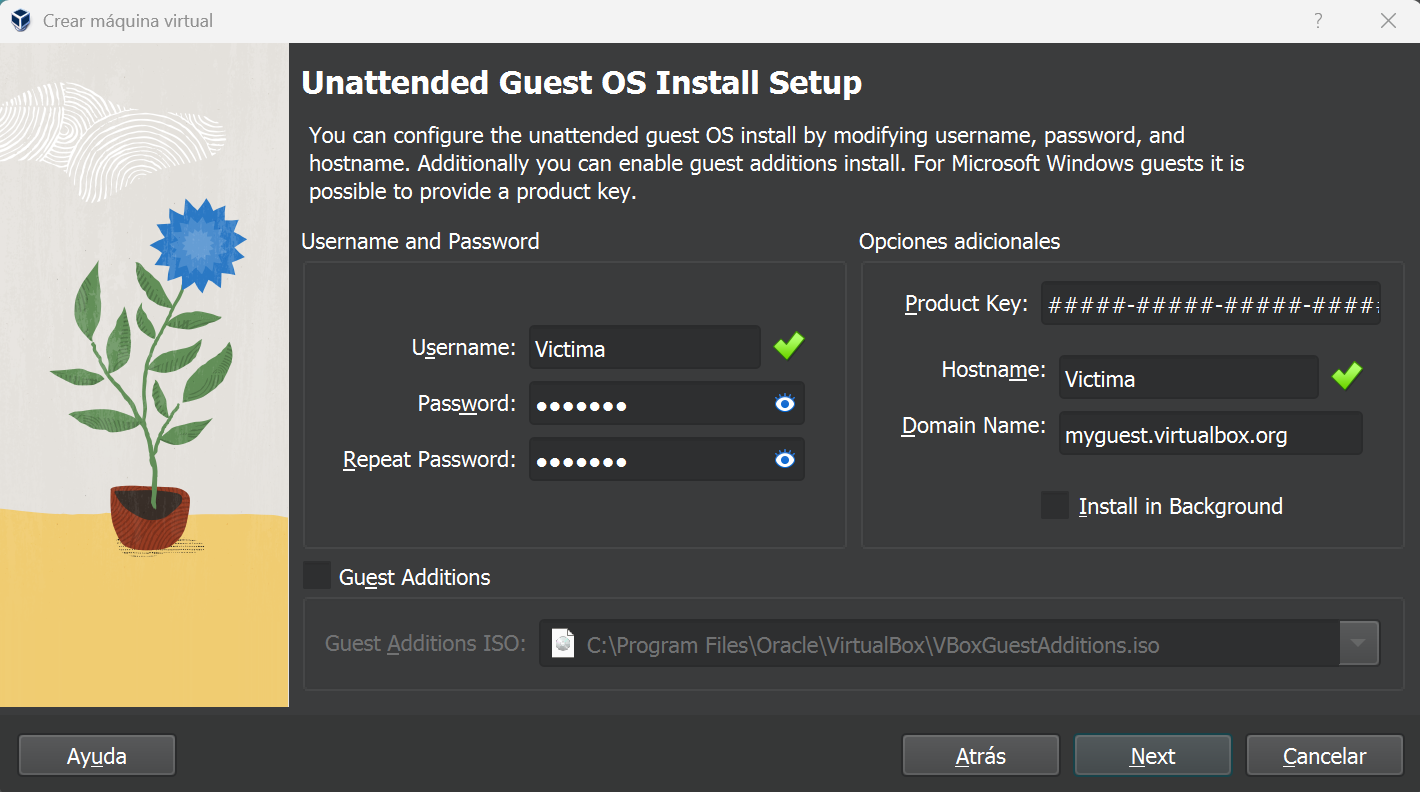 Crear máquina virtual
?
Unattended Guest OS Install Setup
You can configure the unattended guest OS install by modifying username, password, and
hostname. Additionally you can enable guest additions install. For Microsoft Windows guests it is
possible to provide a product key.
Username and Password
Username: Victima
Password: ●●●●●●●
Repeat Password: ●●●●●●●
Opciones adicionales
Product Key: #####-#####-#####-#####
Hostname: Victima
Domain Name: myguest.virtualbox.org
Install in Background
Guest Additions
Guest Additions ISO: C:\Program Files\Oracle\VirtualBox\VBoxGuestAdditions.iso
Ayuda
Atrás
Next
Cancelar